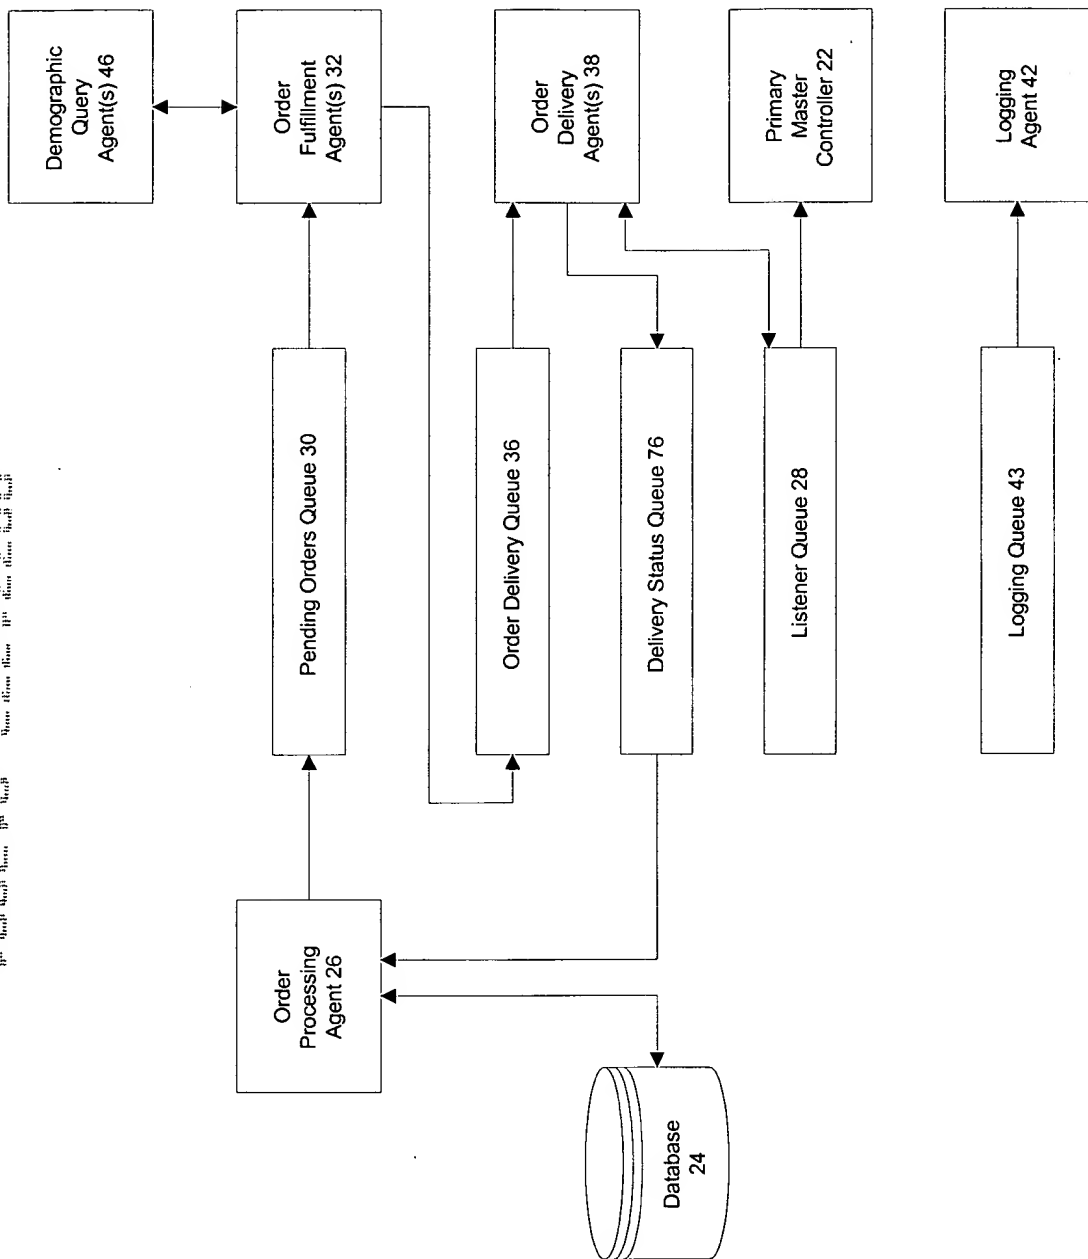 Demographic
Query
Agent(s) 46
Order
Fulfillment
Agent(s) 32
Order
Delivery
Agent(s) 38
Primary
Master
Controller 22
Logging
Agent 42
Pending Orders Queue 30
Order Delivery Queue 36
Delivery Status Queue 76
Listener Queue 28
Logging Queue 43
Order
Processing
Agent 26
Database
24